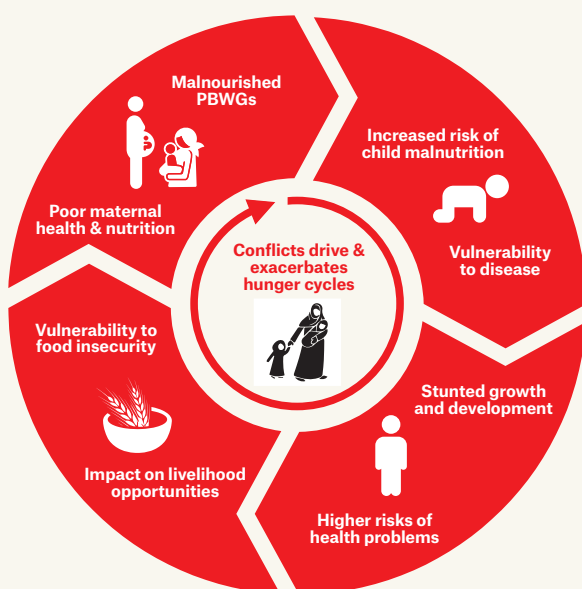 Malnourished
PBWGs
Poor maternal
health & nutrition
Increased risk of
child malnutrition
Vulnerability
to disease
Stunted growth
and development
Higher risks of
health problems
Vulnerability to
food insecurity
Impact on livelihood
opportunities
Conflicts drive &
exacerbates
hunger cycles